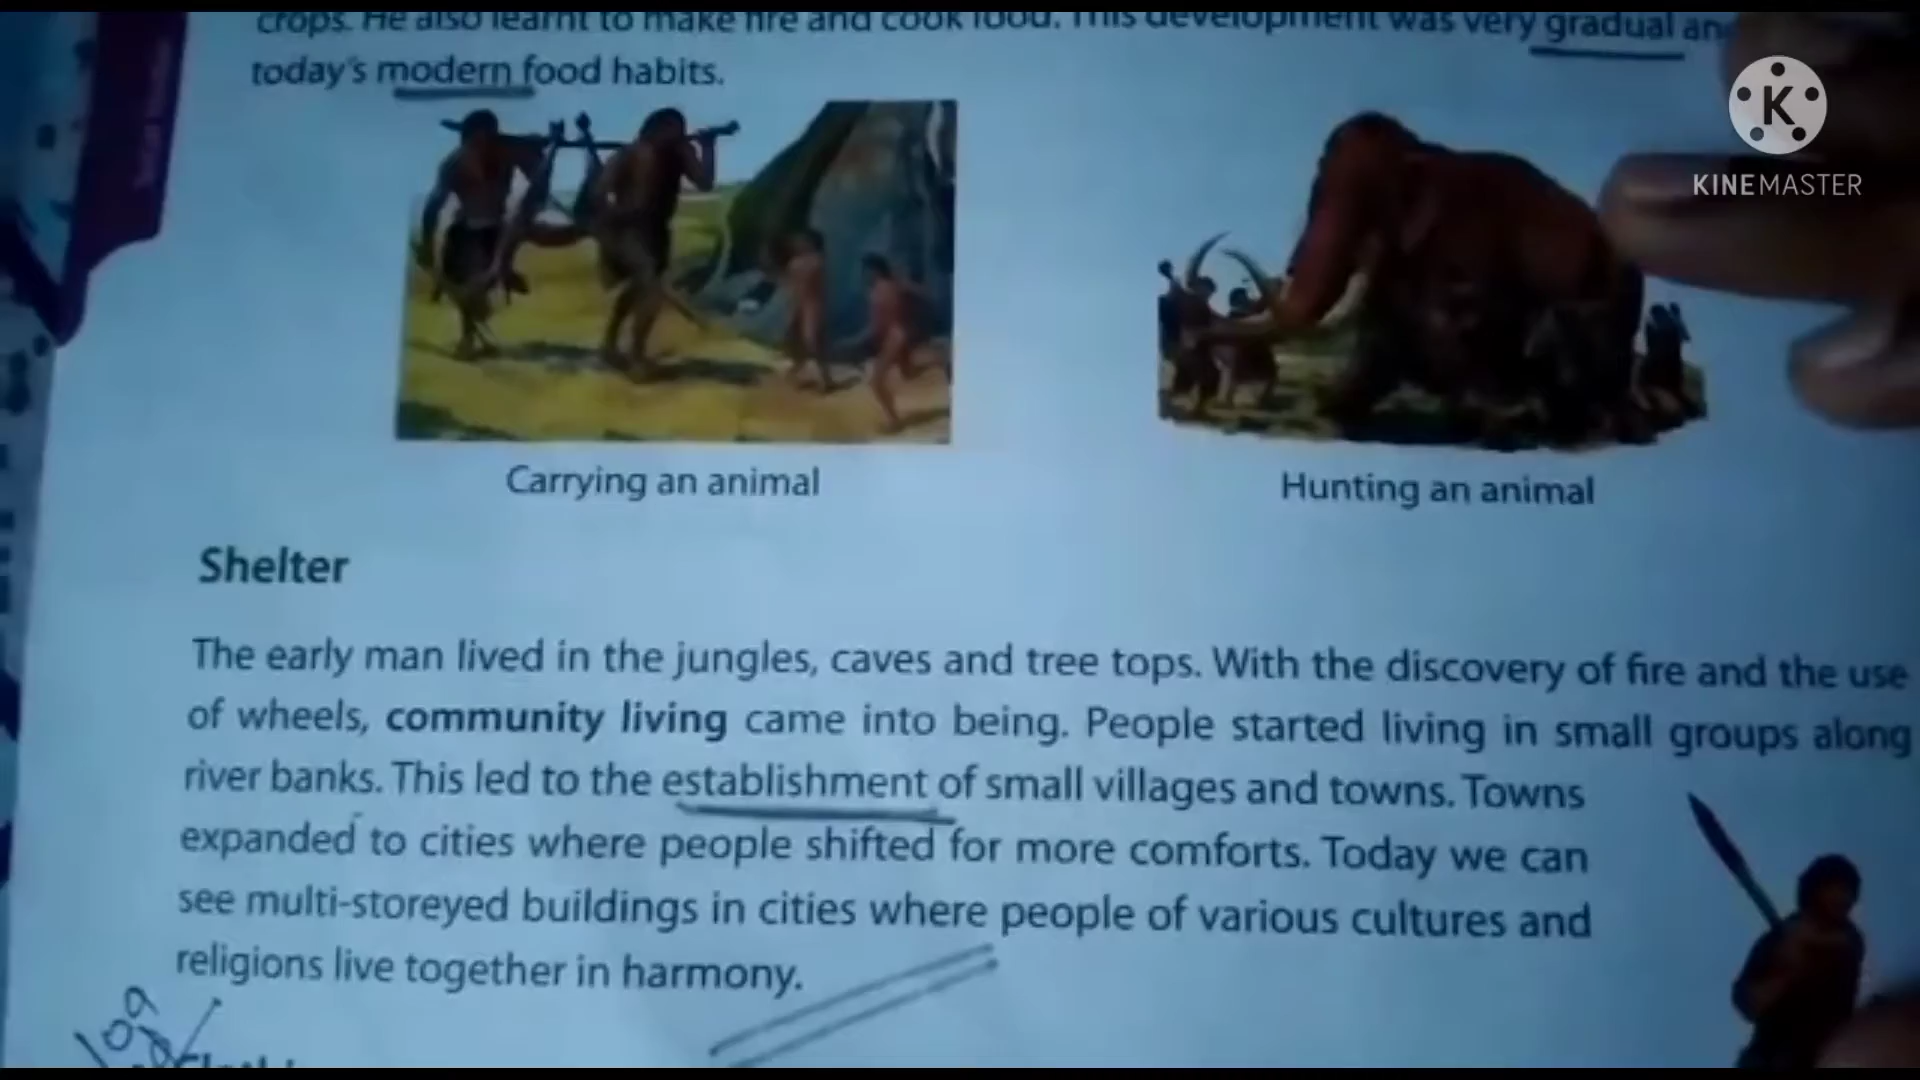 crops. He also learnt to make fire and cook food. This development was very gradual an
today's modern food habits.
KINEMASTER
Carrying an animal
Hunting an animal
Shelter
The early man lived in the jungles, caves and tree tops. With the discovery of fire and the use
of wheels, community living came into being. People started living in small groups along
river banks. This led to the establishment of small villages and towns. Towns
expanded to cities where people shifted for more comforts. Today we can
see multi-storeyed buildings in cities where people of various cultures and
religions live together in harmony.